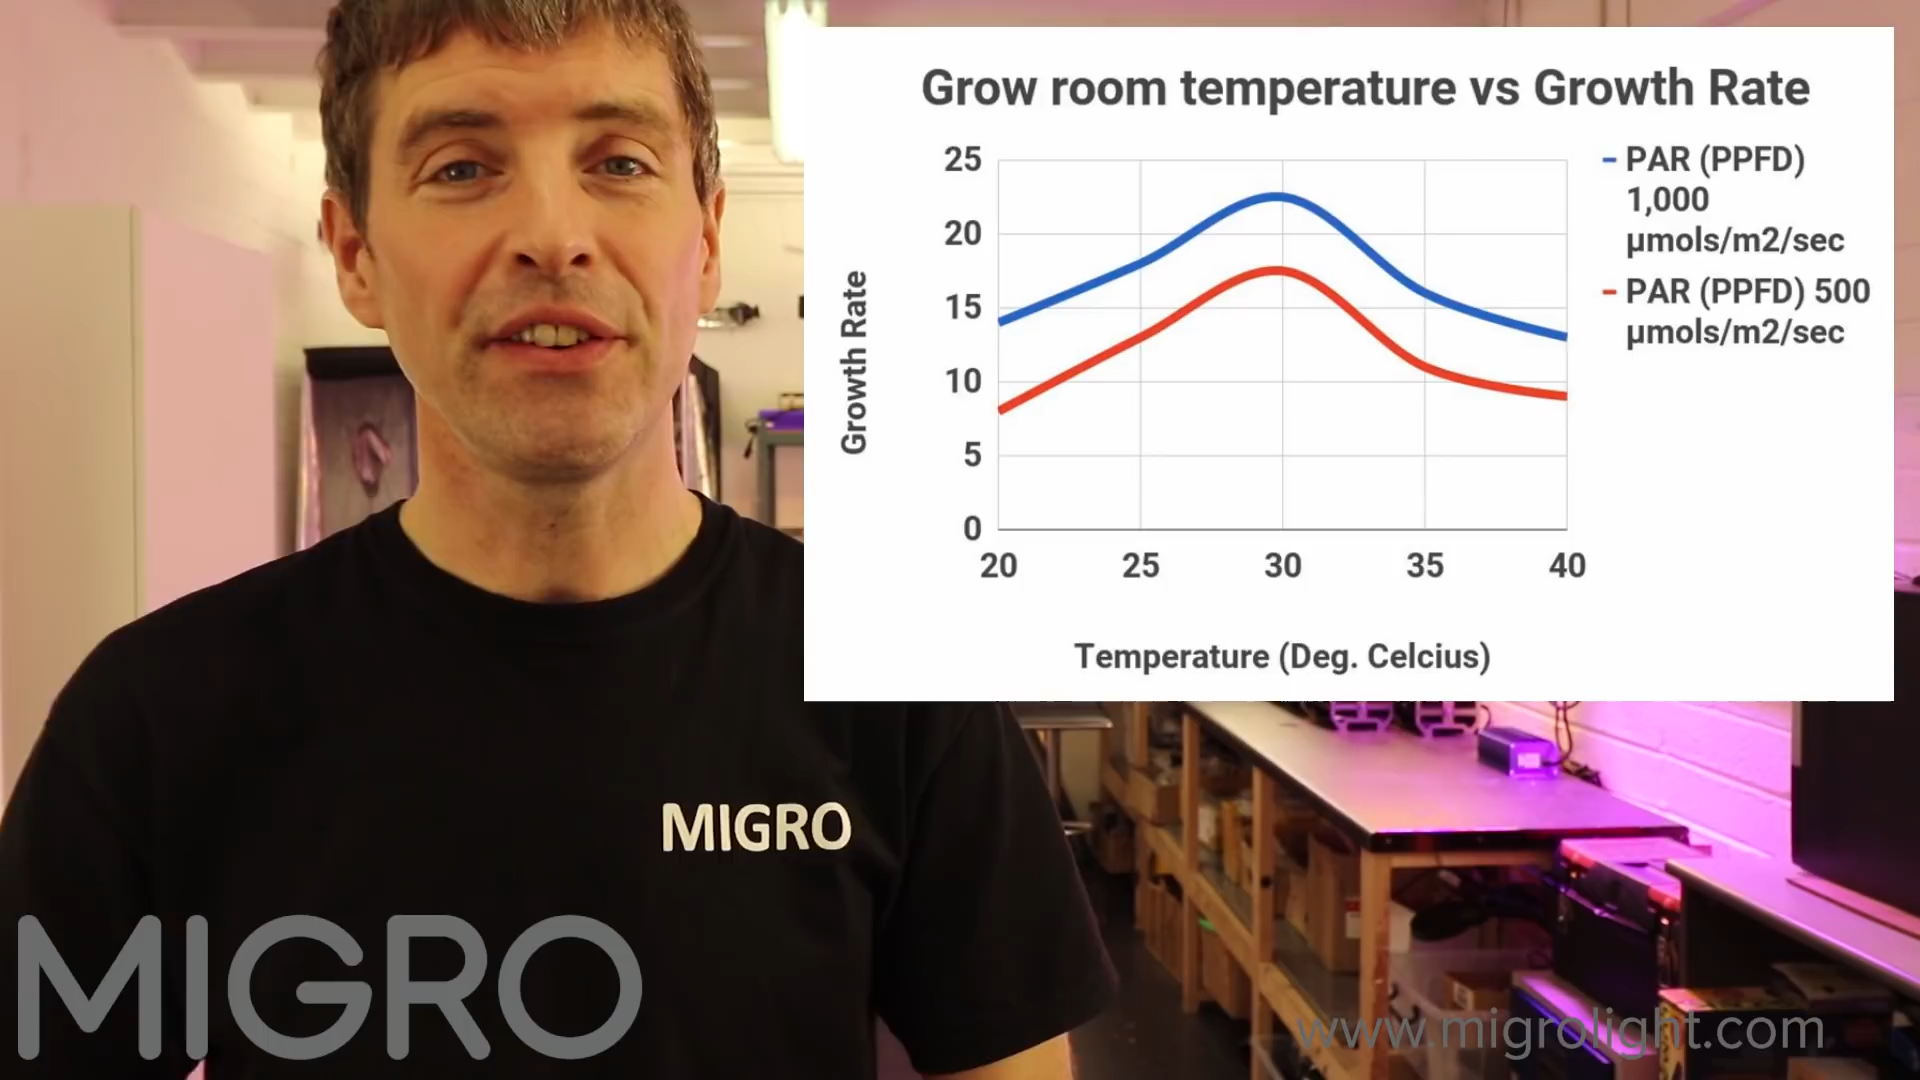 Grow room temperature vs Growth Rate
25
20
15
10
5
0
20 25 30 35 40
Growth Rate
Temperature (Deg. Celcius)
PAR (PPFD)
1,000
µmols/m2/sec
PAR (PPFD) 500
µmols/m2/sec
MIGRO
MIGRO
www.migrolight.com